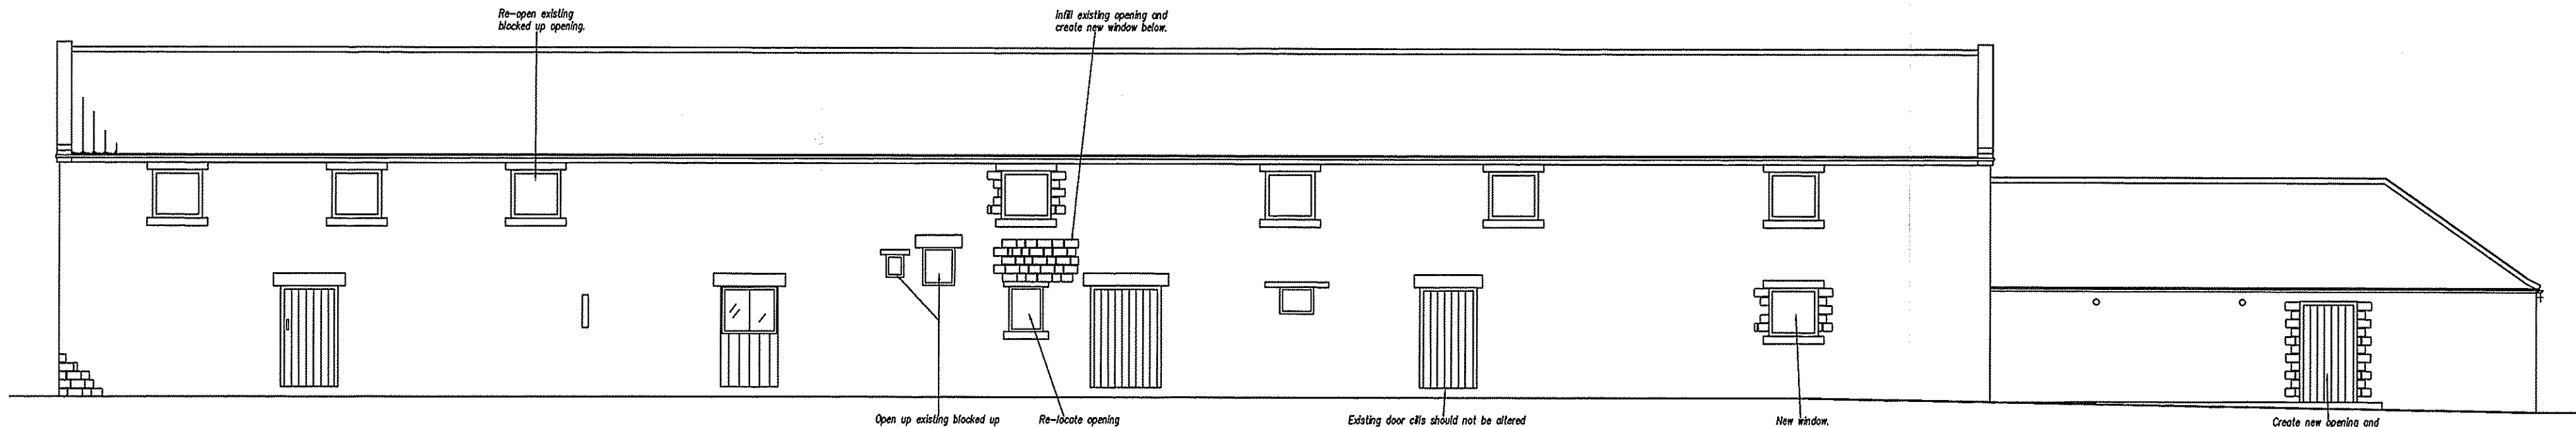 Re-open existing
blocked up opening.
Infill existing opening and
create new window below.
Open up existing blocked up
Re-locate opening
Existing door cills should not be altered
New window.
Create new opening and